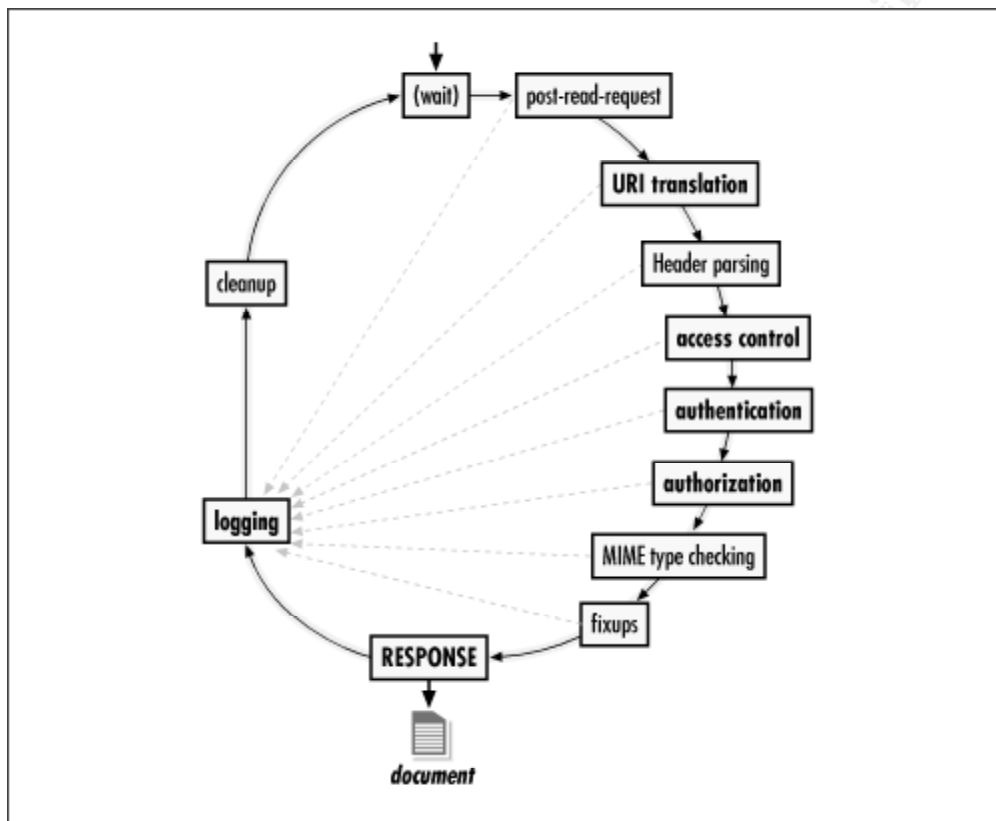 (wait)
post-read-request
URI translation
Header parsing
access control
authentication
authorization
MIME type checking
fixups
RESPONSE
document
logging
cleanup